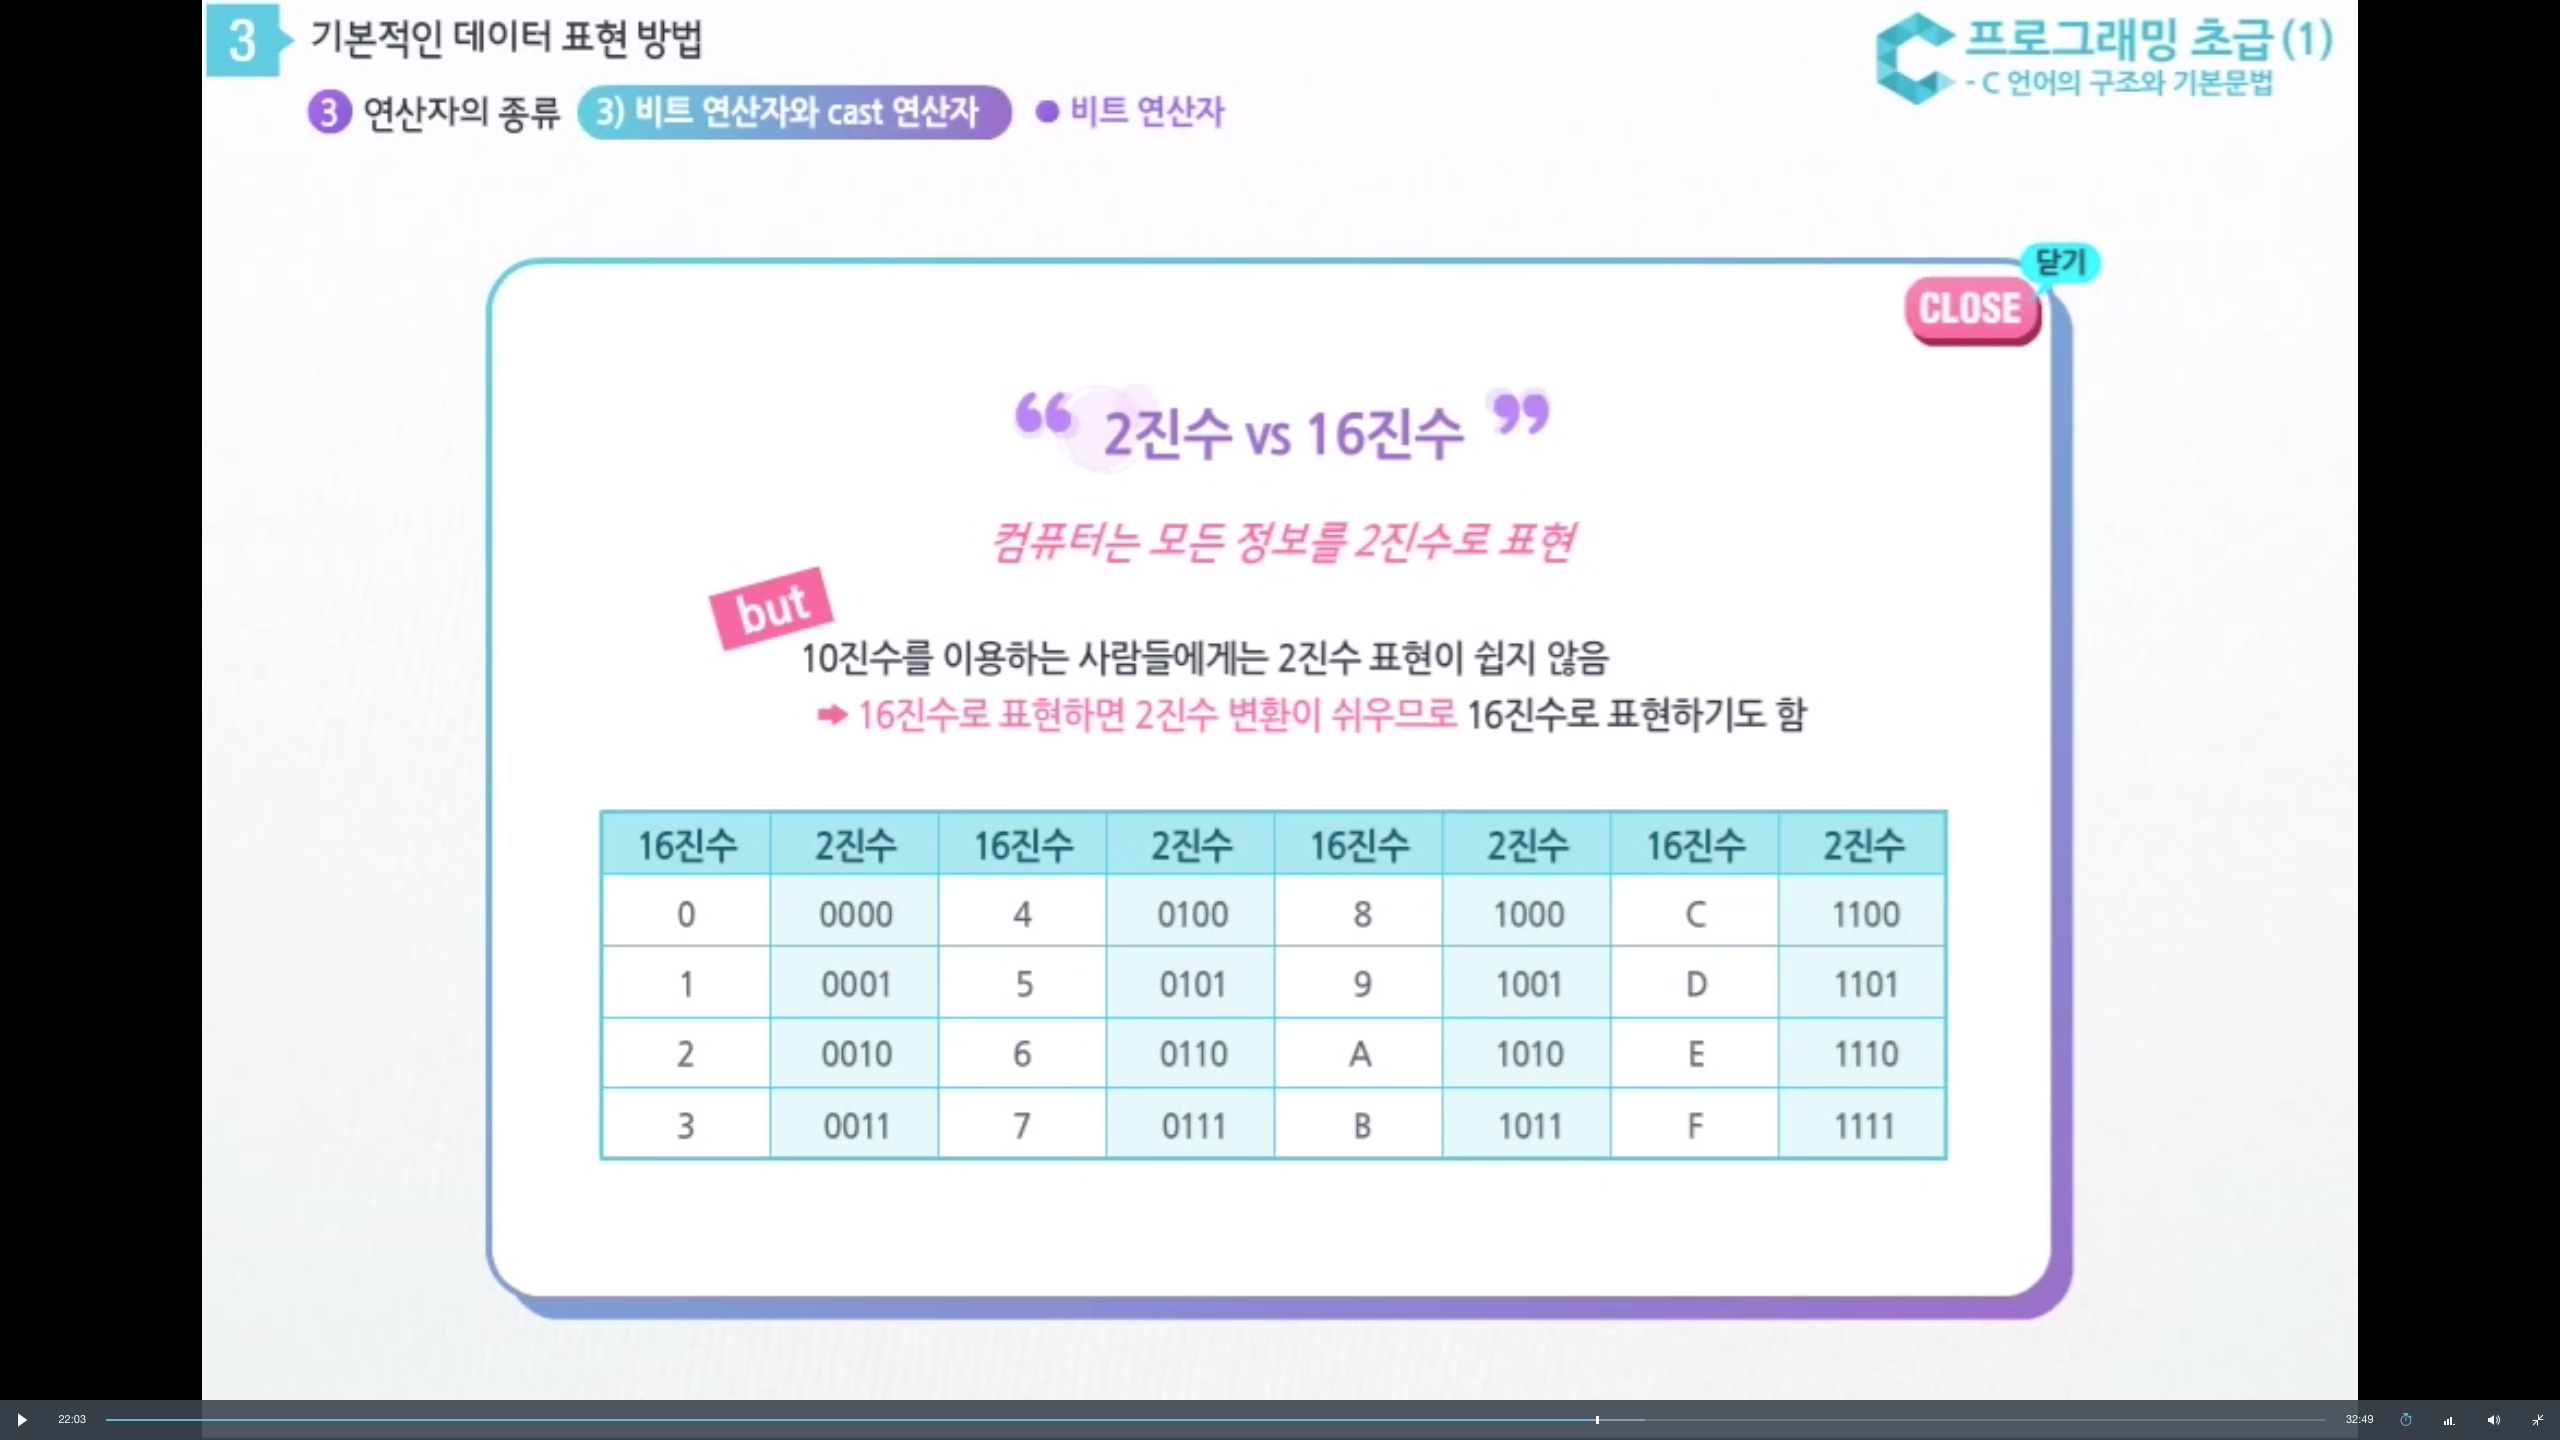 3 기본적인 데이터 표현 방법
프로그래밍 초급(1)
- C 언어의 구조와 기본문법
3 연산자의 종류 3) 비트 연산자와 cast 연산자 ● 비트 연산자
닫기
CLOSE
“ 2진수 vs 16진수 ”
컴퓨터는 모든 정보를 2진수로 표현
but
10진수를 이용하는 사람들에게는 2진수 표현이 쉽지 않음
➡ 16진수로 표현하면 2진수 변환이 쉬우므로 16진수로 표현하기도 함
16진수 2진수 16진수 2진수 16진수 2진수 16진수 2진수
0 0000 4 0100 8 1000 C 1100
1 0001 5 0101 9 1001 D 1101
2 0010 6 0110 A 1010 E 1110
3 0011 7 0111 B 1011 F 1111
22:03 32:49